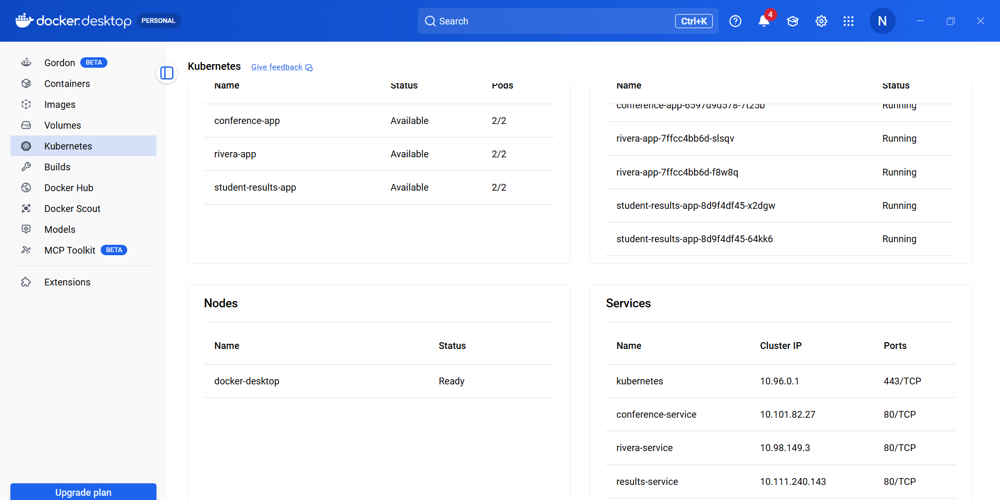 docker.desktop PERSONAL
Search
Ctrl+K
4
N
Gordon BETA
Containers
Images
Volumes
Kubernetes
Builds
Docker Hub
Docker Scout
Models
MCP Toolkit BETA
Extensions
Upgrade plan
Kubernetes Give feedback
Name Status Pods
conference-app Available 2/2
rivera-app Available 2/2
student-results-app Available 2/2
Name Status
conference-app-6597d9d578-7t25b Running
rivera-app-7ffcc4bb6d-slsqv Running
rivera-app-7ffcc4bb6d-f8w8q Running
student-results-app-8d9f4df45-x2dgw Running
student-results-app-8d9f4df45-64kk6 Running
Nodes
Name Status
docker-desktop Ready
Services
Name Cluster IP Ports
kubernetes 10.96.0.1 443/TCP
conference-service 10.101.82.27 80/TCP
rivera-service 10.98.149.3 80/TCP
results-service 10.111.240.143 80/TCP